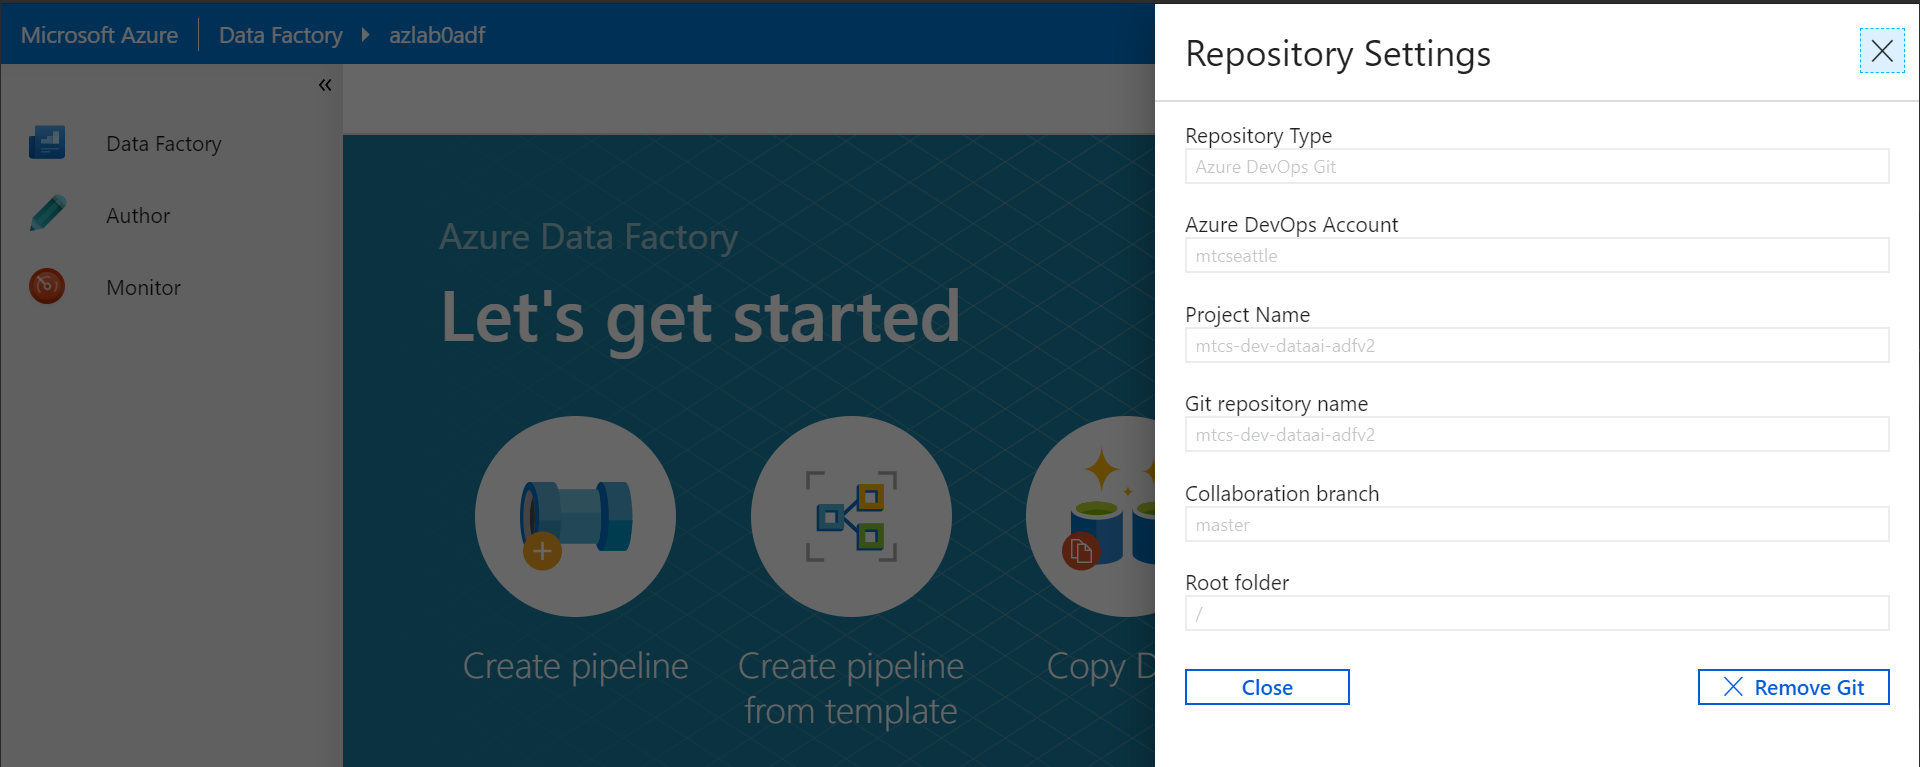 Microsoft Azure
Data Factory
azlab0adf
«
Data Factory
Author
Monitor
Azure Data Factory
Let's get started
Create pipeline
Create pipeline
from template
Copy D
Repository Settings
Repository Type
Azure DevOps Git
Azure DevOps Account
mtcseattle
Project Name
mtcs-dev-dataai-adfv2
Git repository name
mtcs-dev-dataai-adfv2
Collaboration branch
master
Root folder
/
Close
Remove Git